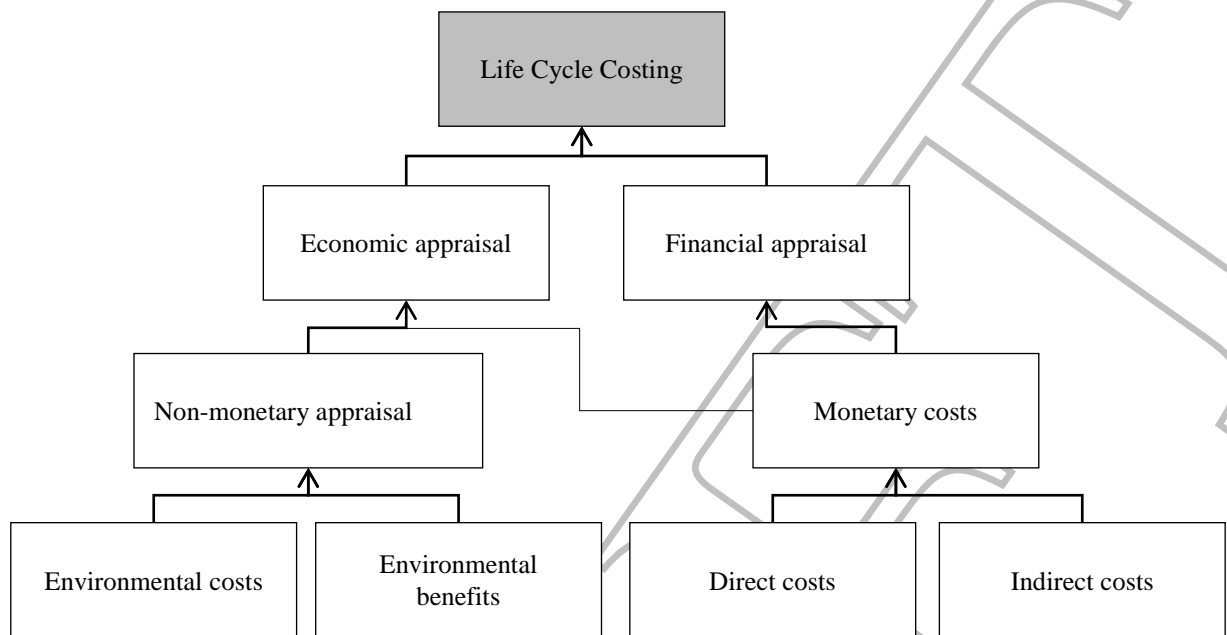 Life Cycle Costing
Economic appraisal
Financial appraisal
Non-monetary appraisal
Monetary costs
Environmental costs
Environmental
benefits
Direct costs
Indirect costs